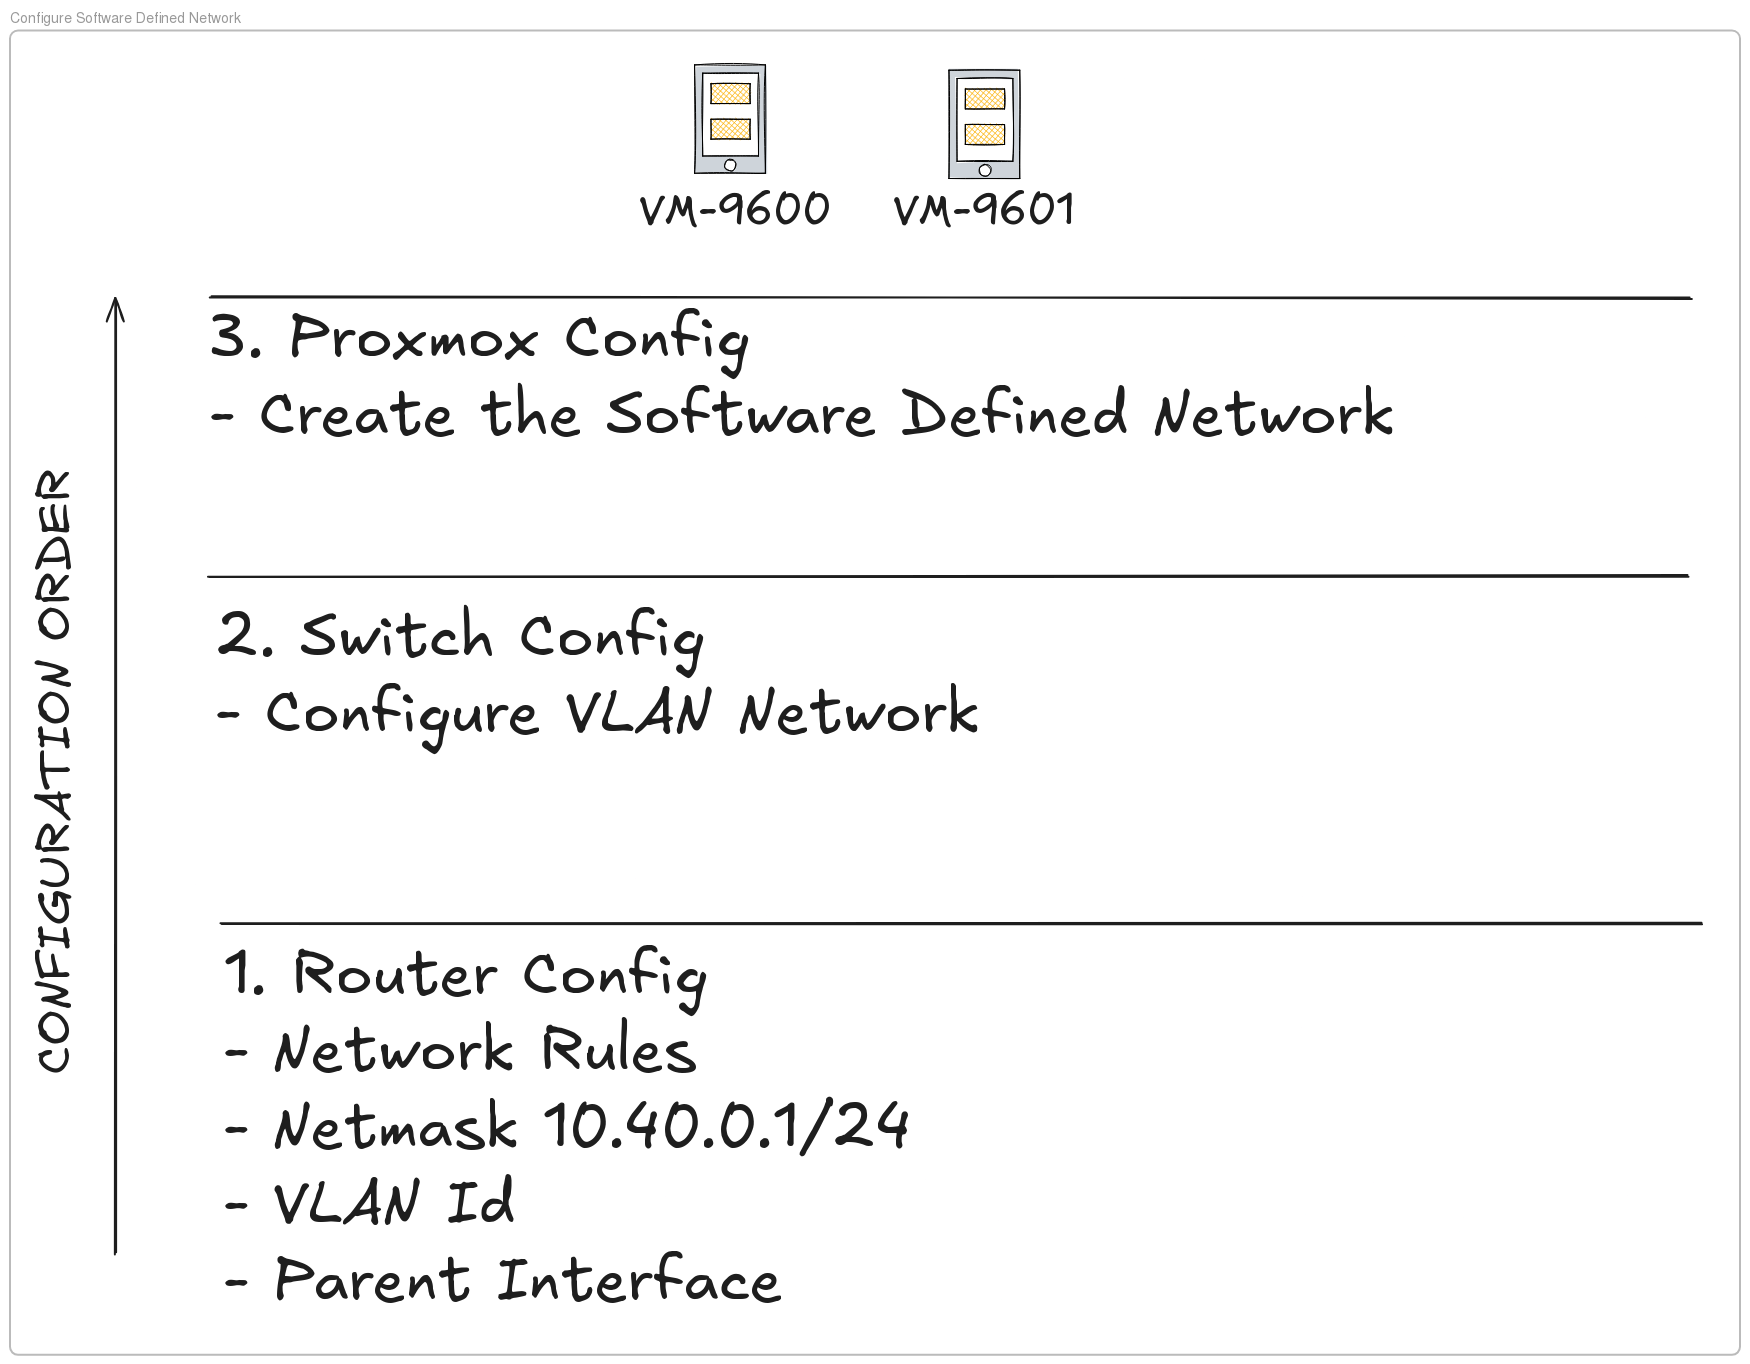 Configure Software Defined Network
VM-9600
VM-9601
3. Proxmox Config
- Create the Software Defined Network
CONFIGURATION ORDER
2. Switch Config
- Configure VLAN Network
1. Router Config
- Network Rules
- Netmask 10.40.0.1/24
- VLAN Id
- Parent Interface